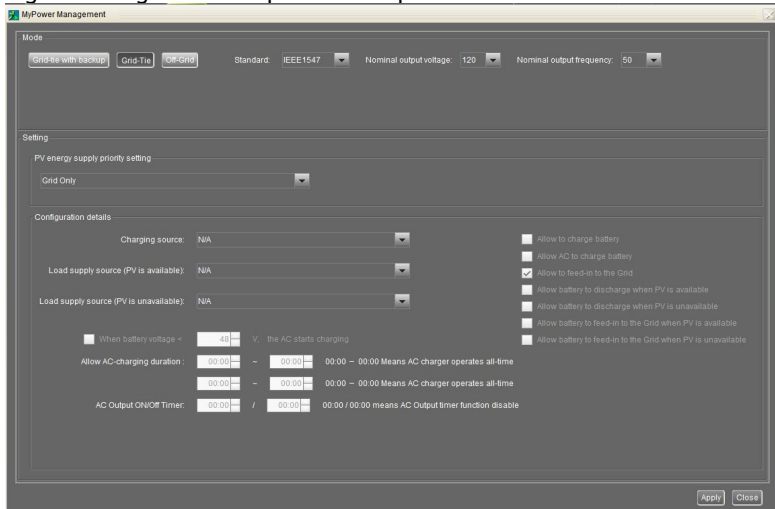 MyPower Management
Mode
Grid-tie with backup Grid-Tie Off-Grid Standard: IEEE1547 Nominal output voltage: 120 Nominal output frequency: 50
Setting
PV energy supply priority setting
Grid Only
Configuration details
Charging source: N/A
Allow to charge battery
Allow AC to charge battery
Load supply source (PV is available): N/A
Allow to feed-in to the Grid
Allow battery to discharge when PV is available
Load supply source (PV is unavailable): N/A
Allow battery to discharge when PV is unavailable
Allow battery to feed-in to the Grid when PV is available
When battery voltage < 48 V, the AC starts charging
Allow battery to feed-in to the Grid when PV is unavailable
Allow AC-charging duration : 00:00 ~ 00:00 00:00 ~ 00:00 Means AC charger operates all-time
00:00 ~ 00:00 00:00 ~ 00:00 Means AC charger operates all-time
AC Output ON/Off Timer: 00:00 / 00:00 00:00 / 00:00 means AC Output timer function disable
Apply Close